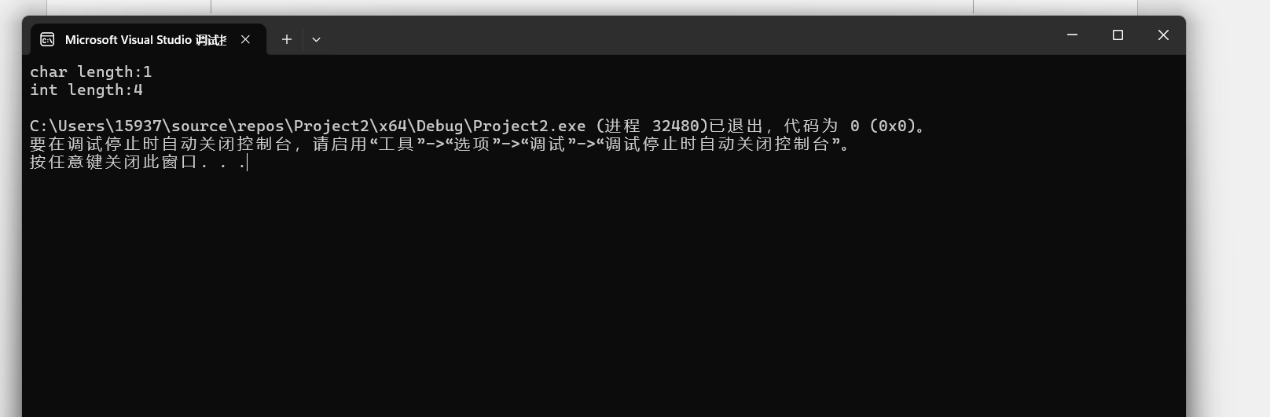 Microsoft Visual Studio 调试
char length:1
int length:4
C:\Users\15937\source\repos\Project2\x64\Debug\Project2.exe (进程 32480)已退出，代码为 0 (0x0)。
要在调试停止时自动关闭控制台，请启用“工具”->“选项”->“调试”->“调试停止时自动关闭控制台”。
按任意键关闭此窗口. . .